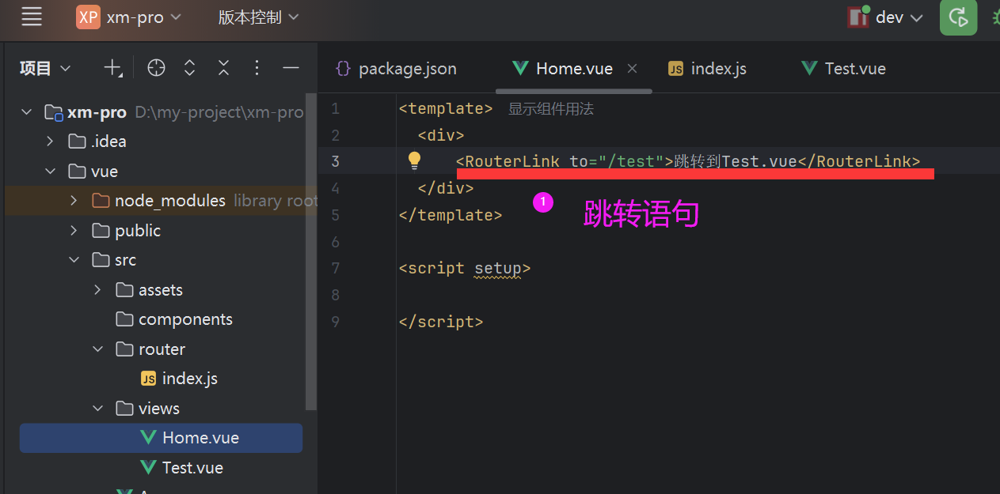 XP xm-pro 版本控制 dev
项目
package.json Home.vue JS index.js Test.vue
xm-pro D:\my-project\xm-pro
.idea
vue
node_modules library root
public
src
assets
components
router
JS index.js
views
Home.vue
Test.vue
1 <template> 显示组件用法
2 <div>
3 <RouterLink to="/test">跳转到Test.vue</RouterLink>
4 </div>
5 </template>
1 跳转语句
6
7 <script setup>
8
9 </script>